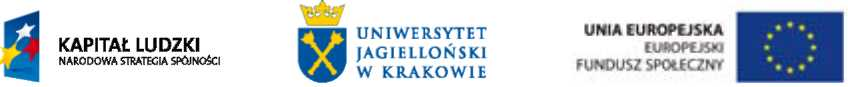 KAPITAŁ LUDZKI
NARODOWA STRATEGIA SPÓJNOŚCI
UNIWERSYTET
JAGIELLOŃSKI
W KRAKOWIE
UNIA EUROPEJSKA
EUROPEJSKI
FUNDUSZ SPOŁECZNY